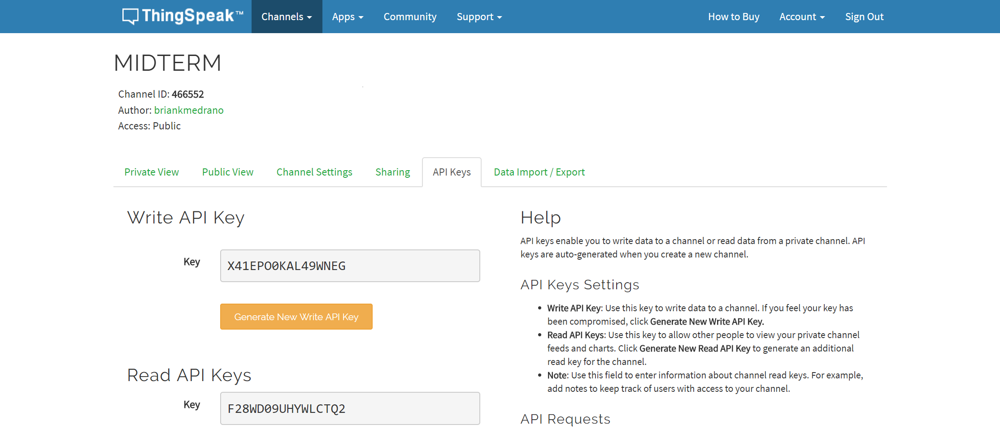 ThingSpeak™ Channels Apps Community Support How to Buy Account Sign Out
MIDTERM
Channel ID: 466552
Author: briankmedrano
Access: Public
Private View Public View Channel Settings Sharing API Keys Data Import / Export
Write API Key
Key X41EPO0KAL49WNEG
Generate New Write API Key
Read API Keys
Key F28WD09UHYWLCTQ2
Help
API keys enable you to write data to a channel or read data from a private channel. API
keys are auto-generated when you create a new channel.
API Keys Settings
• Write API Key: Use this key to write data to a channel. If you feel your key has
been compromised, click Generate New Write API Key.
• Read API Keys: Use this key to allow other people to view your private channel
feeds and charts. Click Generate New Read API Key to generate an additional
read key for the channel.
• Note: Use this field to enter information about channel read keys. For example,
add notes to keep track of users with access to your channel.
API Requests